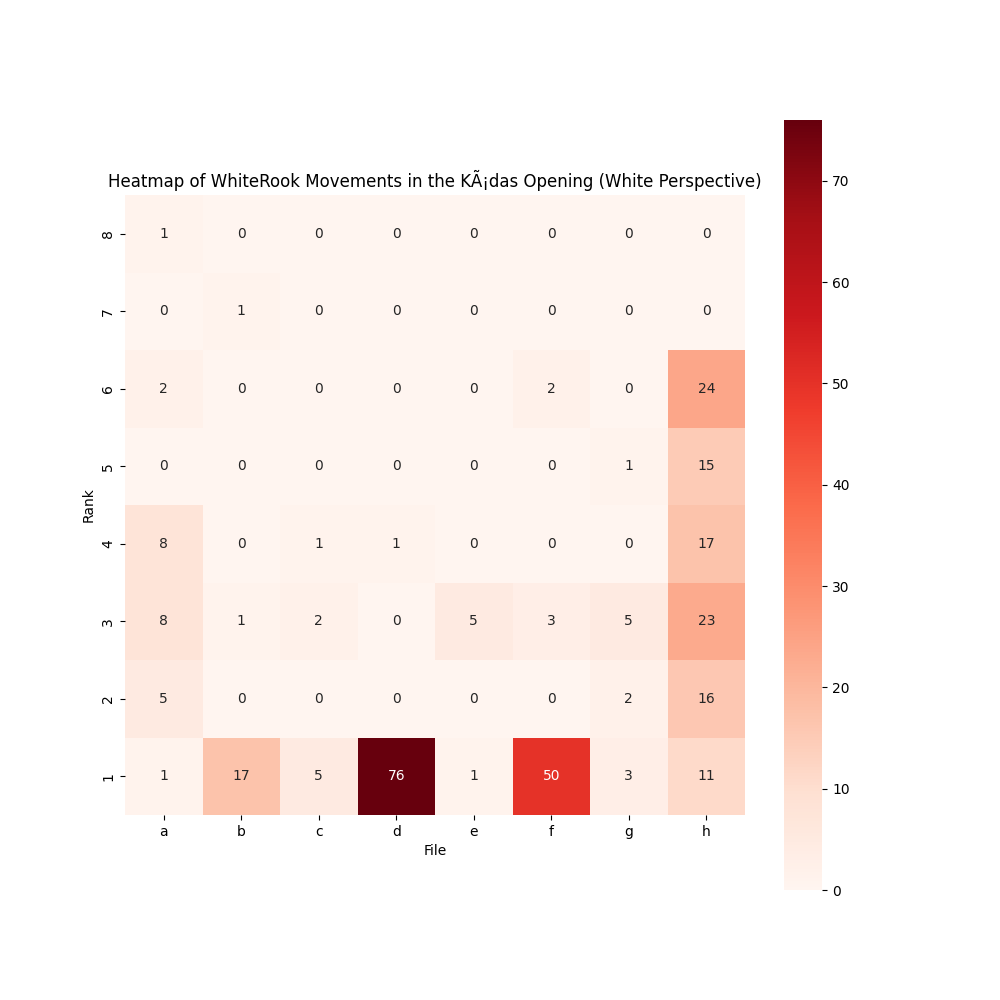 Heatmap of WhiteRook Movements in the KÃ¡das Opening (White Perspective)
8 1 0 0 0 0 0 0 0
7 0 1 0 0 0 0 0 0
6 2 0 0 0 0 2 0 24
5 0 0 0 0 0 0 1 15
4 8 0 1 1 0 0 0 17
3 8 1 2 0 5 3 5 23
2 5 0 0 0 0 0 2 16
1 1 17 5 76 1 50 3 11
a b c d e f g h
File
Rank
70
60
50
40
30
20
10
0